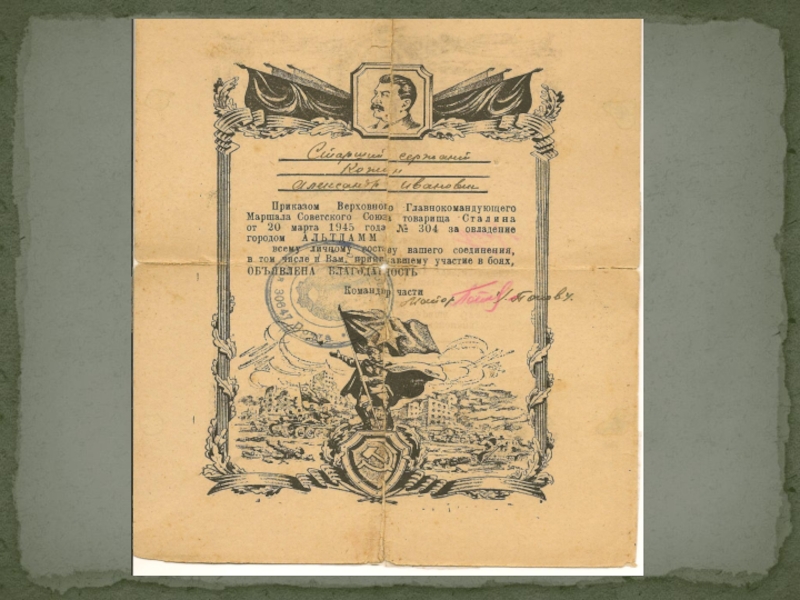 Старший сержант
Кожин
Александр Иванович
Приказом Верховного Главнокомандующего
Маршала Советского Союза товарища Сталина
от 20 марта 1945 года № 304 за овладение
городом АЛЬТДАММ
всему личному составу вашего соединения,
в том числе и Вам, принимавшему участие в боях,
ОБЪЯВЛЕНА БЛАГОДАРНОСТЬ
Командир части
майор